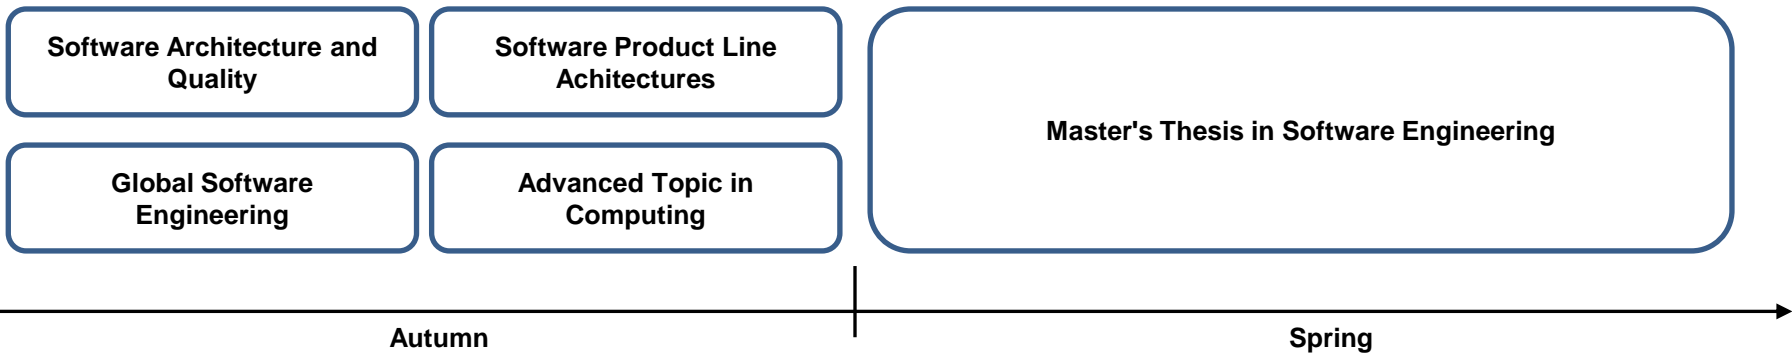 Software Architecture and
Quality
Software Product Line
Achitectures
Global Software
Engineering
Advanced Topic in
Computing
Master's Thesis in Software Engineering
Autumn
Spring